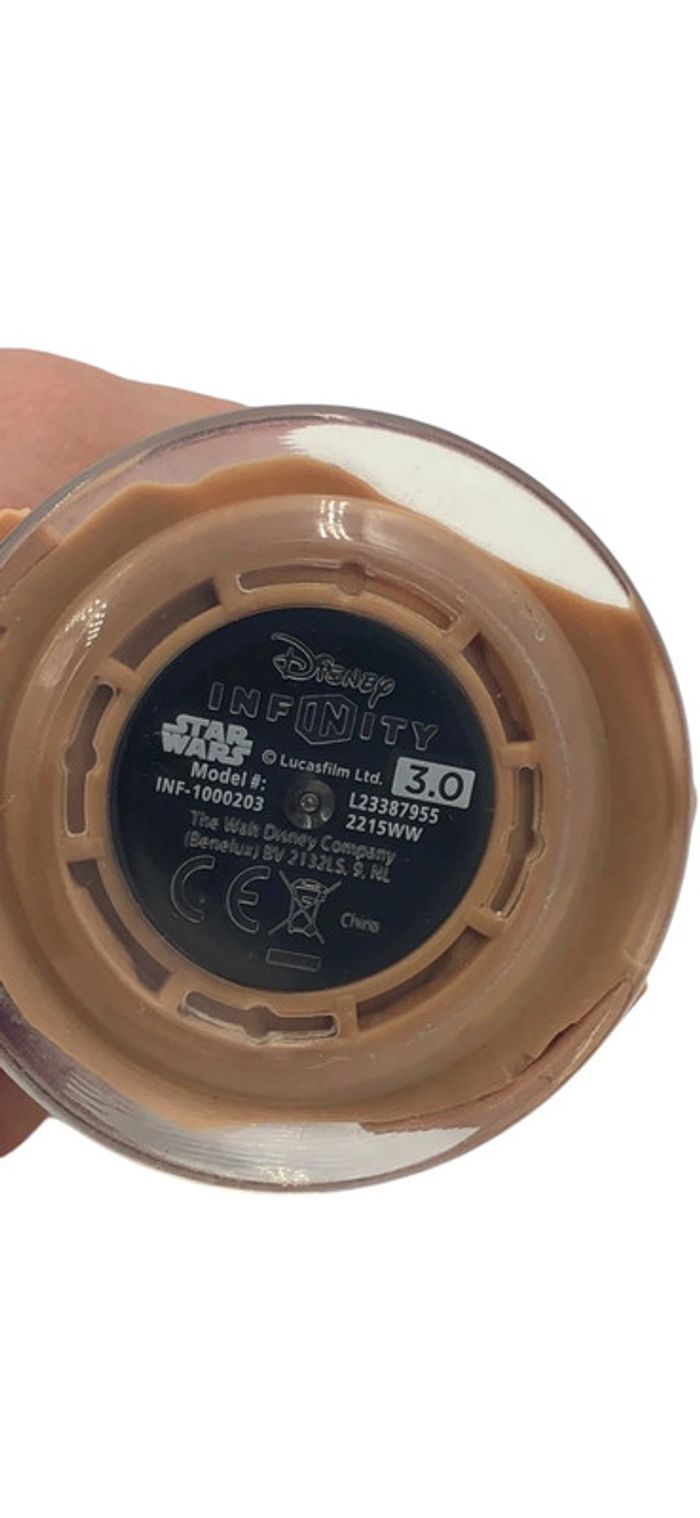 Disney
INFINITY
STAR WARS
© Lucasfilm Ltd.
3.0
Model #:
INF-1000203
L23387955
2215WW
The Walt Disney Company
(Benelux) BV 2132LS, 9, NL
CE
China